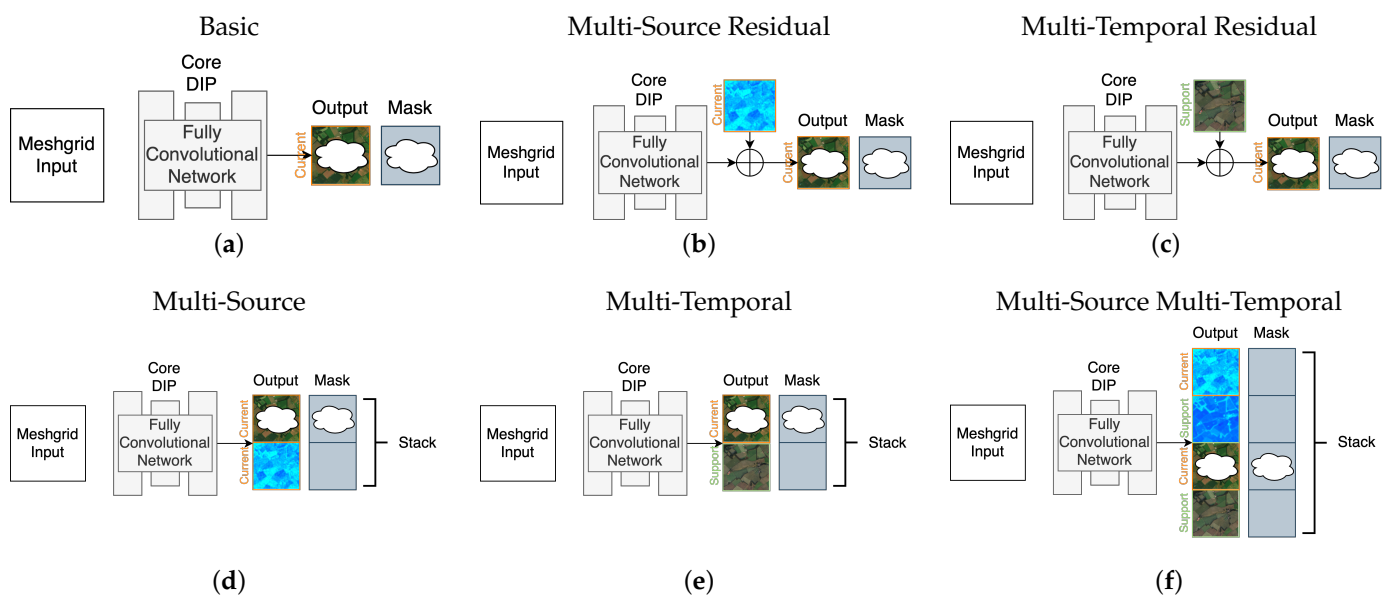 Basic
Core
DIP
Output
Mask
Meshgrid
Input
Fully
Convolutional
Network
Current
(a)
Multi-Source Residual
Core
DIP
Current
Output
Mask
Meshgrid
Input
Fully
Convolutional
Network
Current
(b)
Multi-Temporal Residual
Core
DIP
Support
Output
Mask
Meshgrid
Input
Fully
Convolutional
Network
Current
(c)
Multi-Source
Core
DIP
Output
Mask
Meshgrid
Input
Fully
Convolutional
Network
Current
Current
Stack
(d)
Multi-Temporal
Core
DIP
Output
Mask
Meshgrid
Input
Fully
Convolutional
Network
Current
Support
Stack
(e)
Multi-Source Multi-Temporal
Output
Mask
Core
DIP
Meshgrid
Input
Fully
Convolutional
Network
Current
Support
Current
Support
Stack
(f)